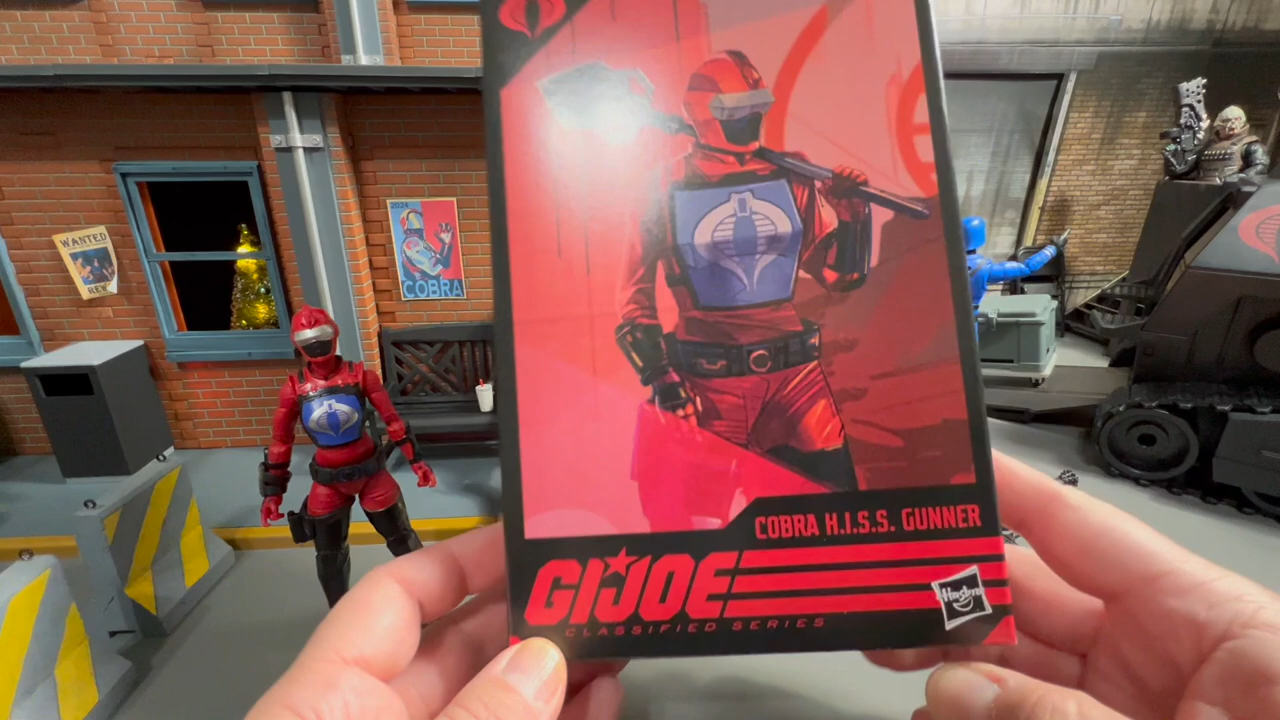 WANTED
REW
2024
COBRA
COBRA H.I.S.S. GUNNER
GI JOE
CLASSIFIED SERIES
Hasbro